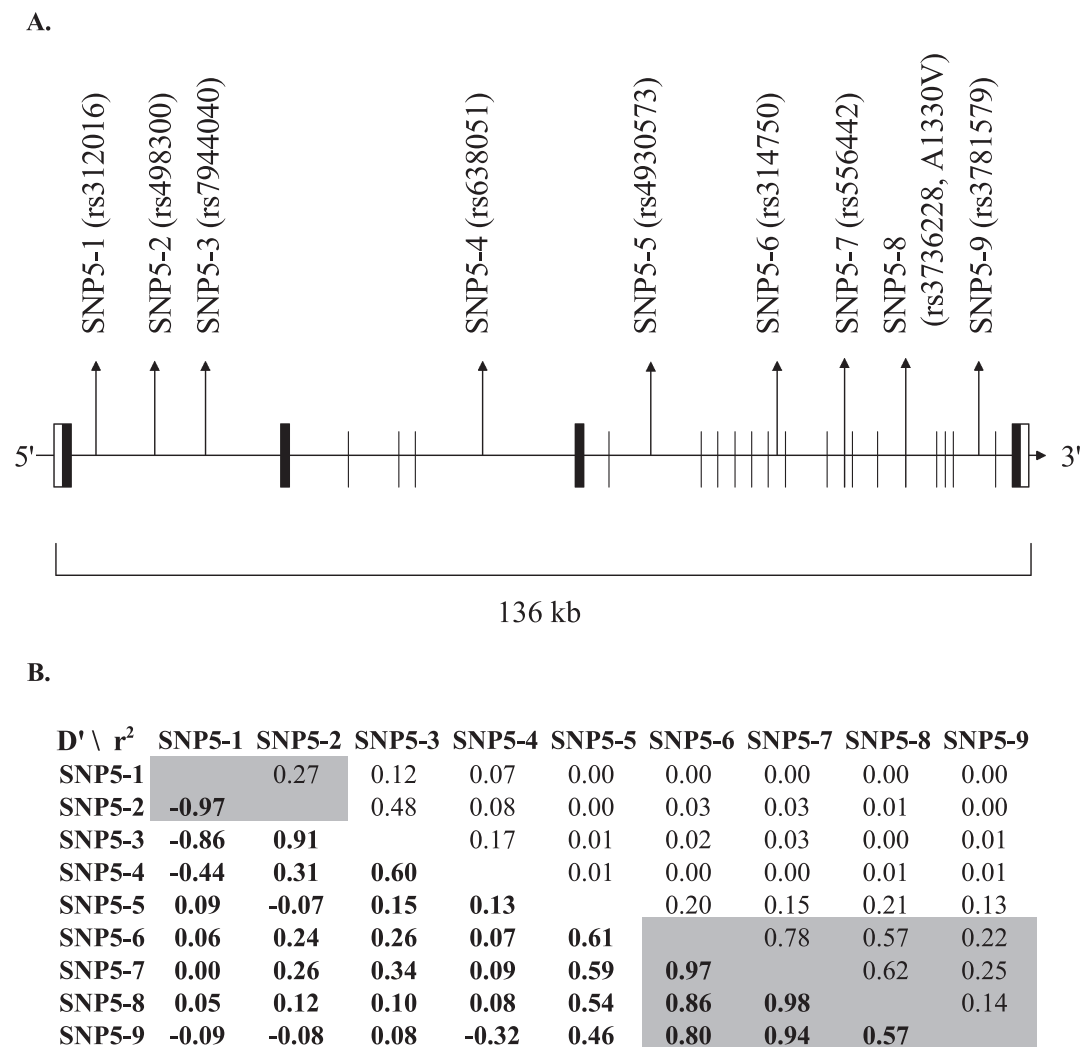 A.
SNP5-1 (rs312016)
SNP5-2 (rs498300)
SNP5-3 (rs7944040)
SNP5-4 (rs638051)
SNP5-5 (rs4930573)
SNP5-6 (rs314750)
SNP5-7 (rs556442)
SNP5-8
(rs3736228, A1330V)
SNP5-9 (rs3781579)
5' 3'
136 kb
B.
D' \ r² SNP5-1 SNP5-2 SNP5-3 SNP5-4 SNP5-5 SNP5-6 SNP5-7 SNP5-8 SNP5-9
SNP5-1 0.27 0.12 0.07 0.00 0.00 0.00 0.00 0.00
SNP5-2 -0.97 0.48 0.08 0.00 0.03 0.03 0.01 0.00
SNP5-3 -0.86 0.91 0.17 0.01 0.02 0.03 0.00 0.01
SNP5-4 -0.44 0.31 0.60 0.01 0.00 0.00 0.01 0.01
SNP5-5 0.09 -0.07 0.15 0.13 0.20 0.15 0.21 0.13
SNP5-6 0.06 0.24 0.26 0.07 0.61 0.78 0.57 0.22
SNP5-7 0.00 0.26 0.34 0.09 0.59 0.97 0.62 0.25
SNP5-8 0.05 0.12 0.10 0.08 0.54 0.86 0.98 0.14
SNP5-9 -0.09 -0.08 0.08 -0.32 0.46 0.80 0.94 0.57